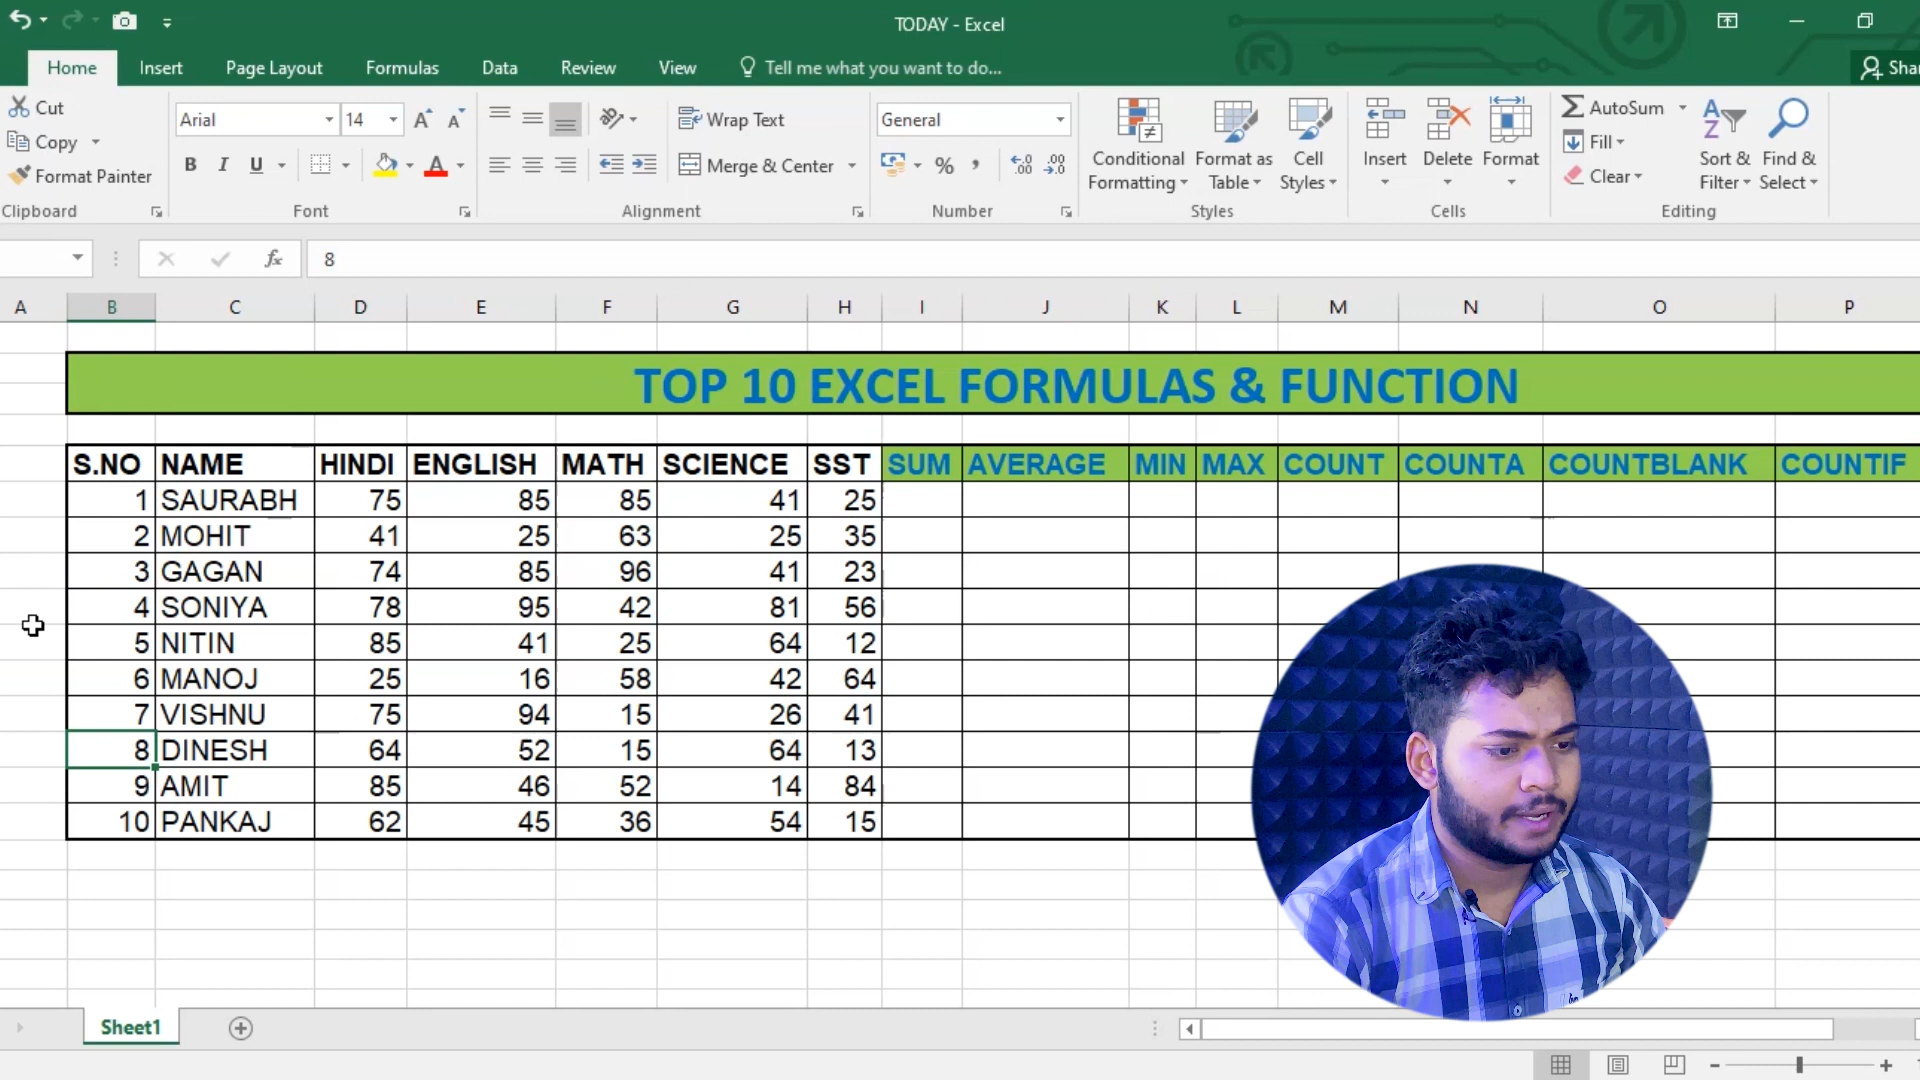 TODAY - Excel
Home Insert Page Layout Formulas Data Review View Tell me what you want to do...
Cut
Copy
Format Painter
Clipboard
Arial 14
B I U A
Font
Wrap Text
Merge & Center
Alignment
General
%
Number
Conditional Formatting
Format as Table
Cell Styles
Styles
Insert Delete Format
Cells
AutoSum
Fill
Clear
Sort & Filter
Find & Select
Editing
fx 8
A B C D E F G H I J K L M N O P
TOP 10 EXCEL FORMULAS & FUNCTION
S.NO NAME HINDI ENGLISH MATH SCIENCE SST SUM AVERAGE MIN MAX COUNT COUNTA COUNTBLANK COUNTIF
1 SAURABH 75 85 85 41 25
2 MOHIT 41 25 63 25 35
3 GAGAN 74 85 96 41 23
4 SONIYA 78 95 42 81 56
5 NITIN 85 41 25 64 12
6 MANOJ 25 16 58 42 64
7 VISHNU 75 94 15 26 41
8 DINESH 64 52 15 64 13
9 AMIT 85 46 52 14 84
10 PANKAJ 62 45 36 54 15
Sheet1